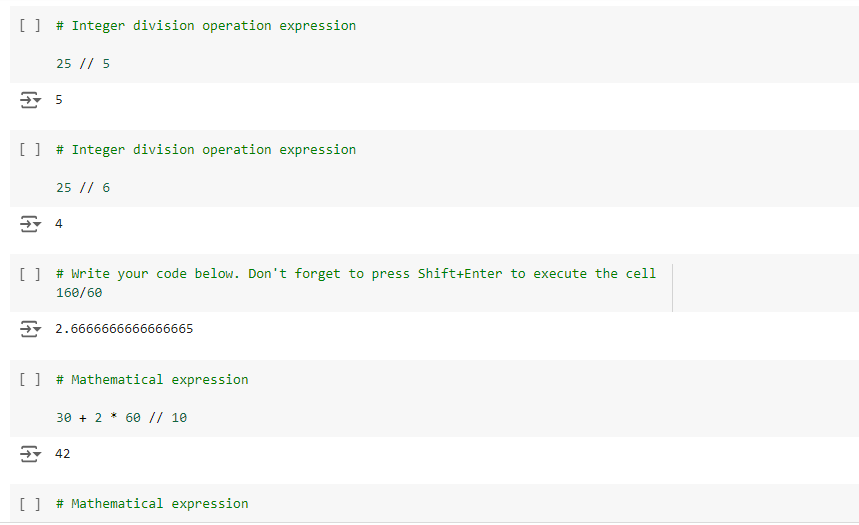 [ ] # Integer division operation expression
25 // 5
5
[ ] # Integer division operation expression
25 // 6
4
[ ] # Write your code below. Don't forget to press Shift+Enter to execute the cell
160/60
2.6666666666666665
[ ] # Mathematical expression
30 + 2 * 60 // 10
42
[ ] # Mathematical expression